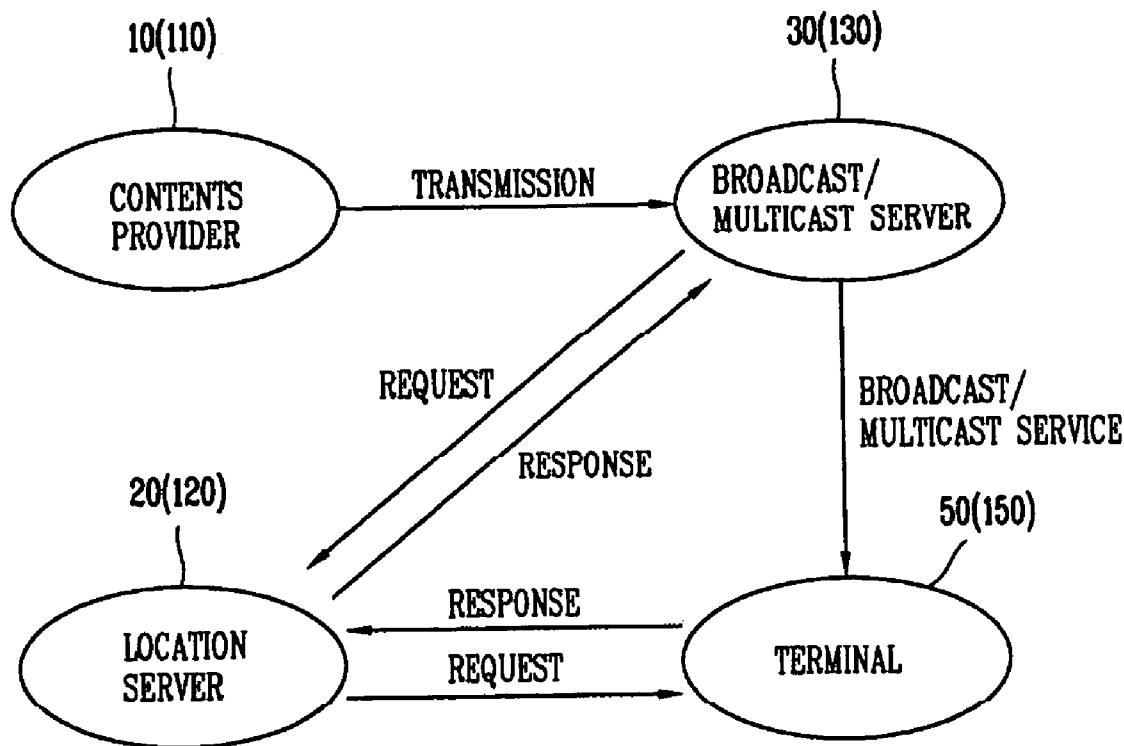 10(110)
30(130)
CONTENTS
PROVIDER
TRANSMISSION
BROADCAST/
MULTICAST SERVER
REQUEST
RESPONSE
BROADCAST/
MULTICAST SERVICE
20(120)
50(150)
LOCATION
SERVER
RESPONSE
REQUEST
TERMINAL